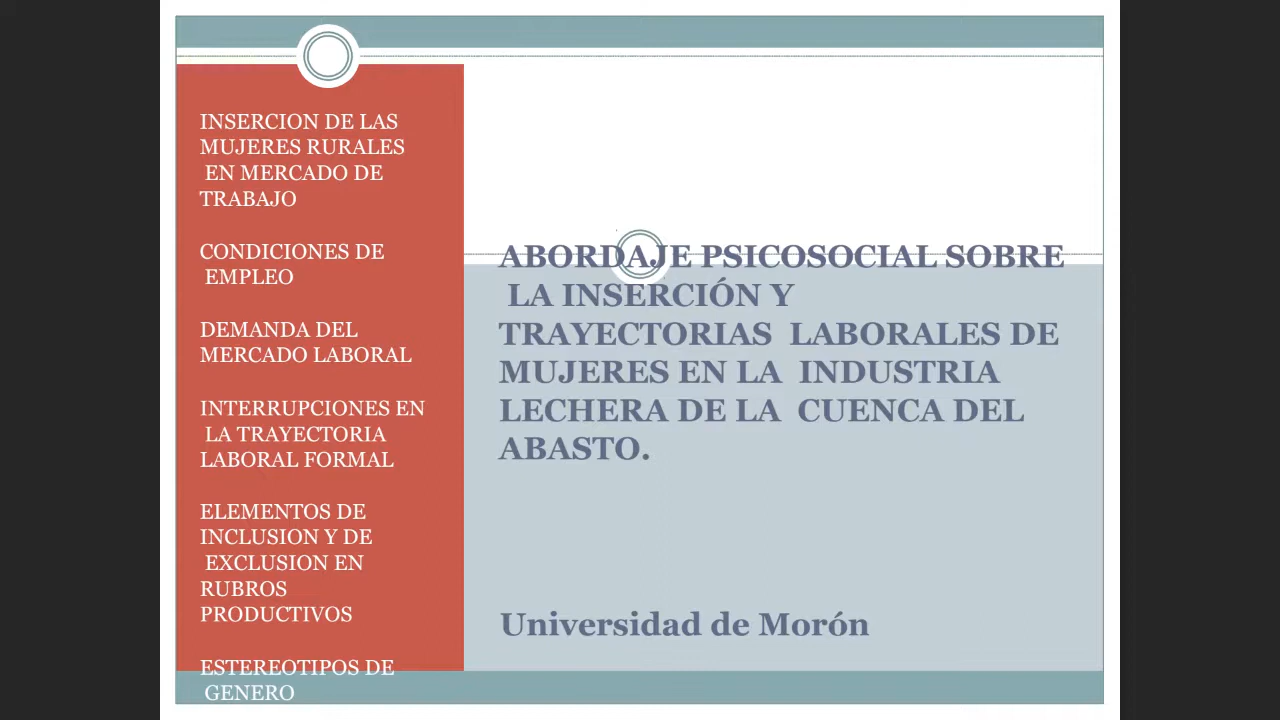 INSERCION DE LAS
MUJERES RURALES
EN MERCADO DE
TRABAJO
CONDICIONES DE
EMPLEO
DEMANDA DEL
MERCADO LABORAL
INTERRUPCIONES EN
LA TRAYECTORIA
LABORAL FORMAL
ELEMENTOS DE
INCLUSION Y DE
EXCLUSION EN
RUBROS
PRODUCTIVOS
ESTEREOTIPOS DE
GENERO
ABORDAJE PSICOSOCIAL SOBRE
LA INSERCIÓN Y
TRAYECTORIAS LABORALES DE
MUJERES EN LA INDUSTRIA
LECHERA DE LA CUENCA DEL
ABASTO.
Universidad de Morón